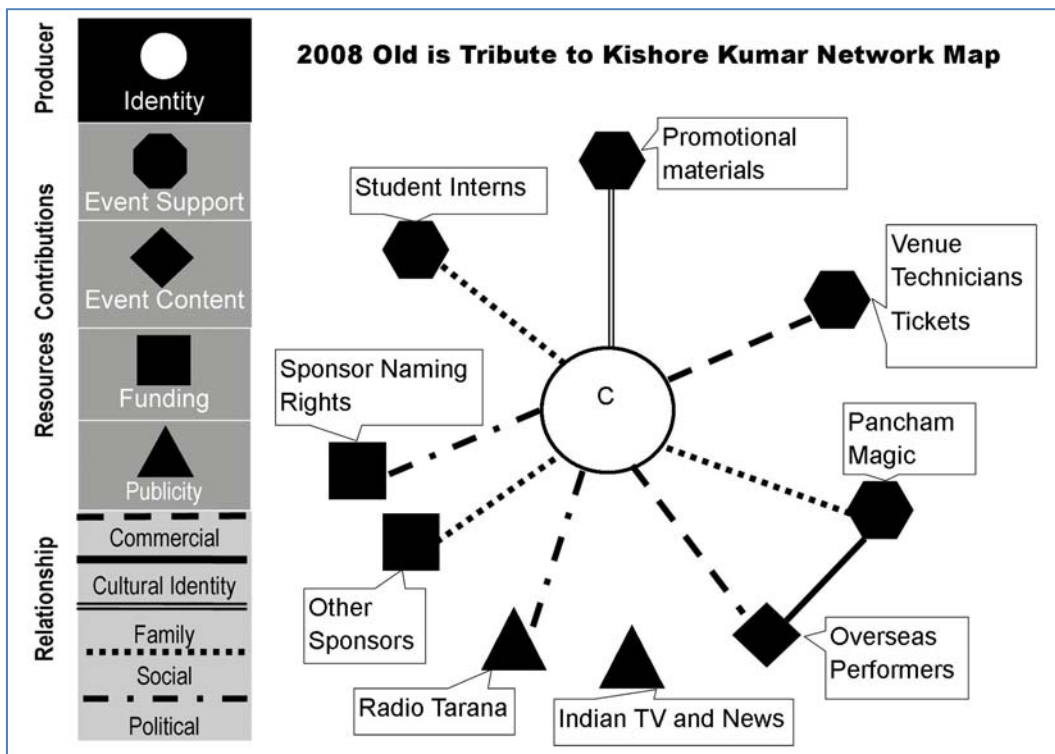 2008 Old is Tribute to Kishore Kumar Network Map
Producer
Identity
Contributions
Event Support
Event Content
Resources
Funding
Publicity
Relationship
Commercial
Cultural Identity
Family
Social
Political
Promotional
materials
Student Interns
Venue
Technicians
Tickets
Sponsor Naming
Rights
C
Pancham
Magic
Other
Sponsors
Overseas
Performers
Radio Tarana
Indian TV and News